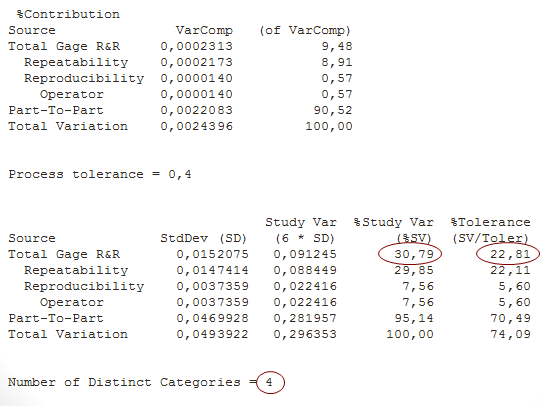 %Contribution
Source VarComp (of VarComp)
Total Gage R&R 0,0002313 9,48
Repeatability 0,0002173 8,91
Reproducibility 0,0000140 0,57
Operator 0,0000140 0,57
Part-To-Part 0,0022083 90,52
Total Variation 0,0024396 100,00
Process tolerance = 0,4
Study Var %Study Var %Tolerance
Source StdDev (SD) (6 * SD) (%SV) (SV/Toler)
Total Gage R&R 0,0152075 0,091245 30,79 22,81
Repeatability 0,0147414 0,088449 29,85 22,11
Reproducibility 0,0037359 0,022416 7,56 5,60
Operator 0,0037359 0,022416 7,56 5,60
Part-To-Part 0,0469928 0,281957 95,14 70,49
Total Variation 0,0493922 0,296353 100,00 74,09
Number of Distinct Categories = 4